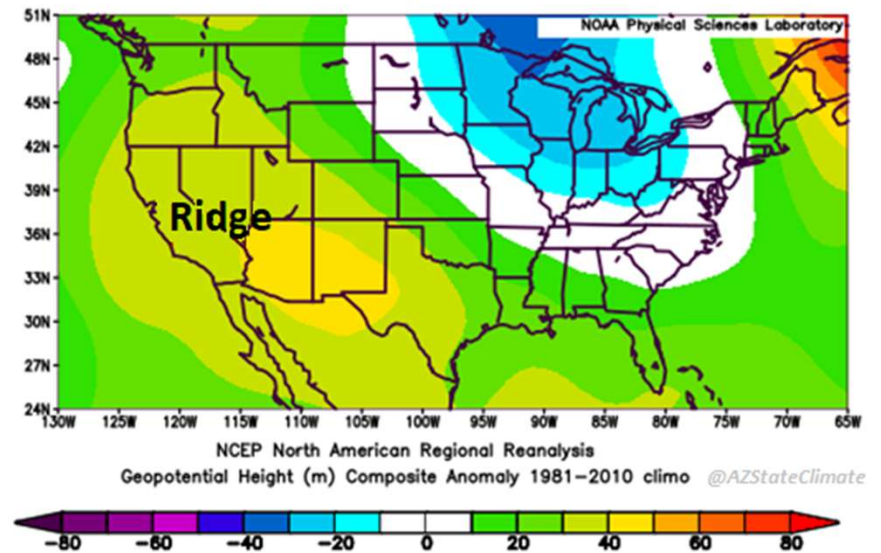 NOAA Physical Sciences Laboratory
51N
48N
45N
42N
39N
36N
33N
30N
27N
24N
Ridge
130W 125W 120W 115W 110W 105W 100W 95W 90W 85W 80W 75W 70W 65W
NCEP North American Regional Reanalysis
Geopotential Height (m) Composite Anomaly 1981-2010 climo @AZStateClimate
-80 -60 -40 -20 0 20 40 60 80